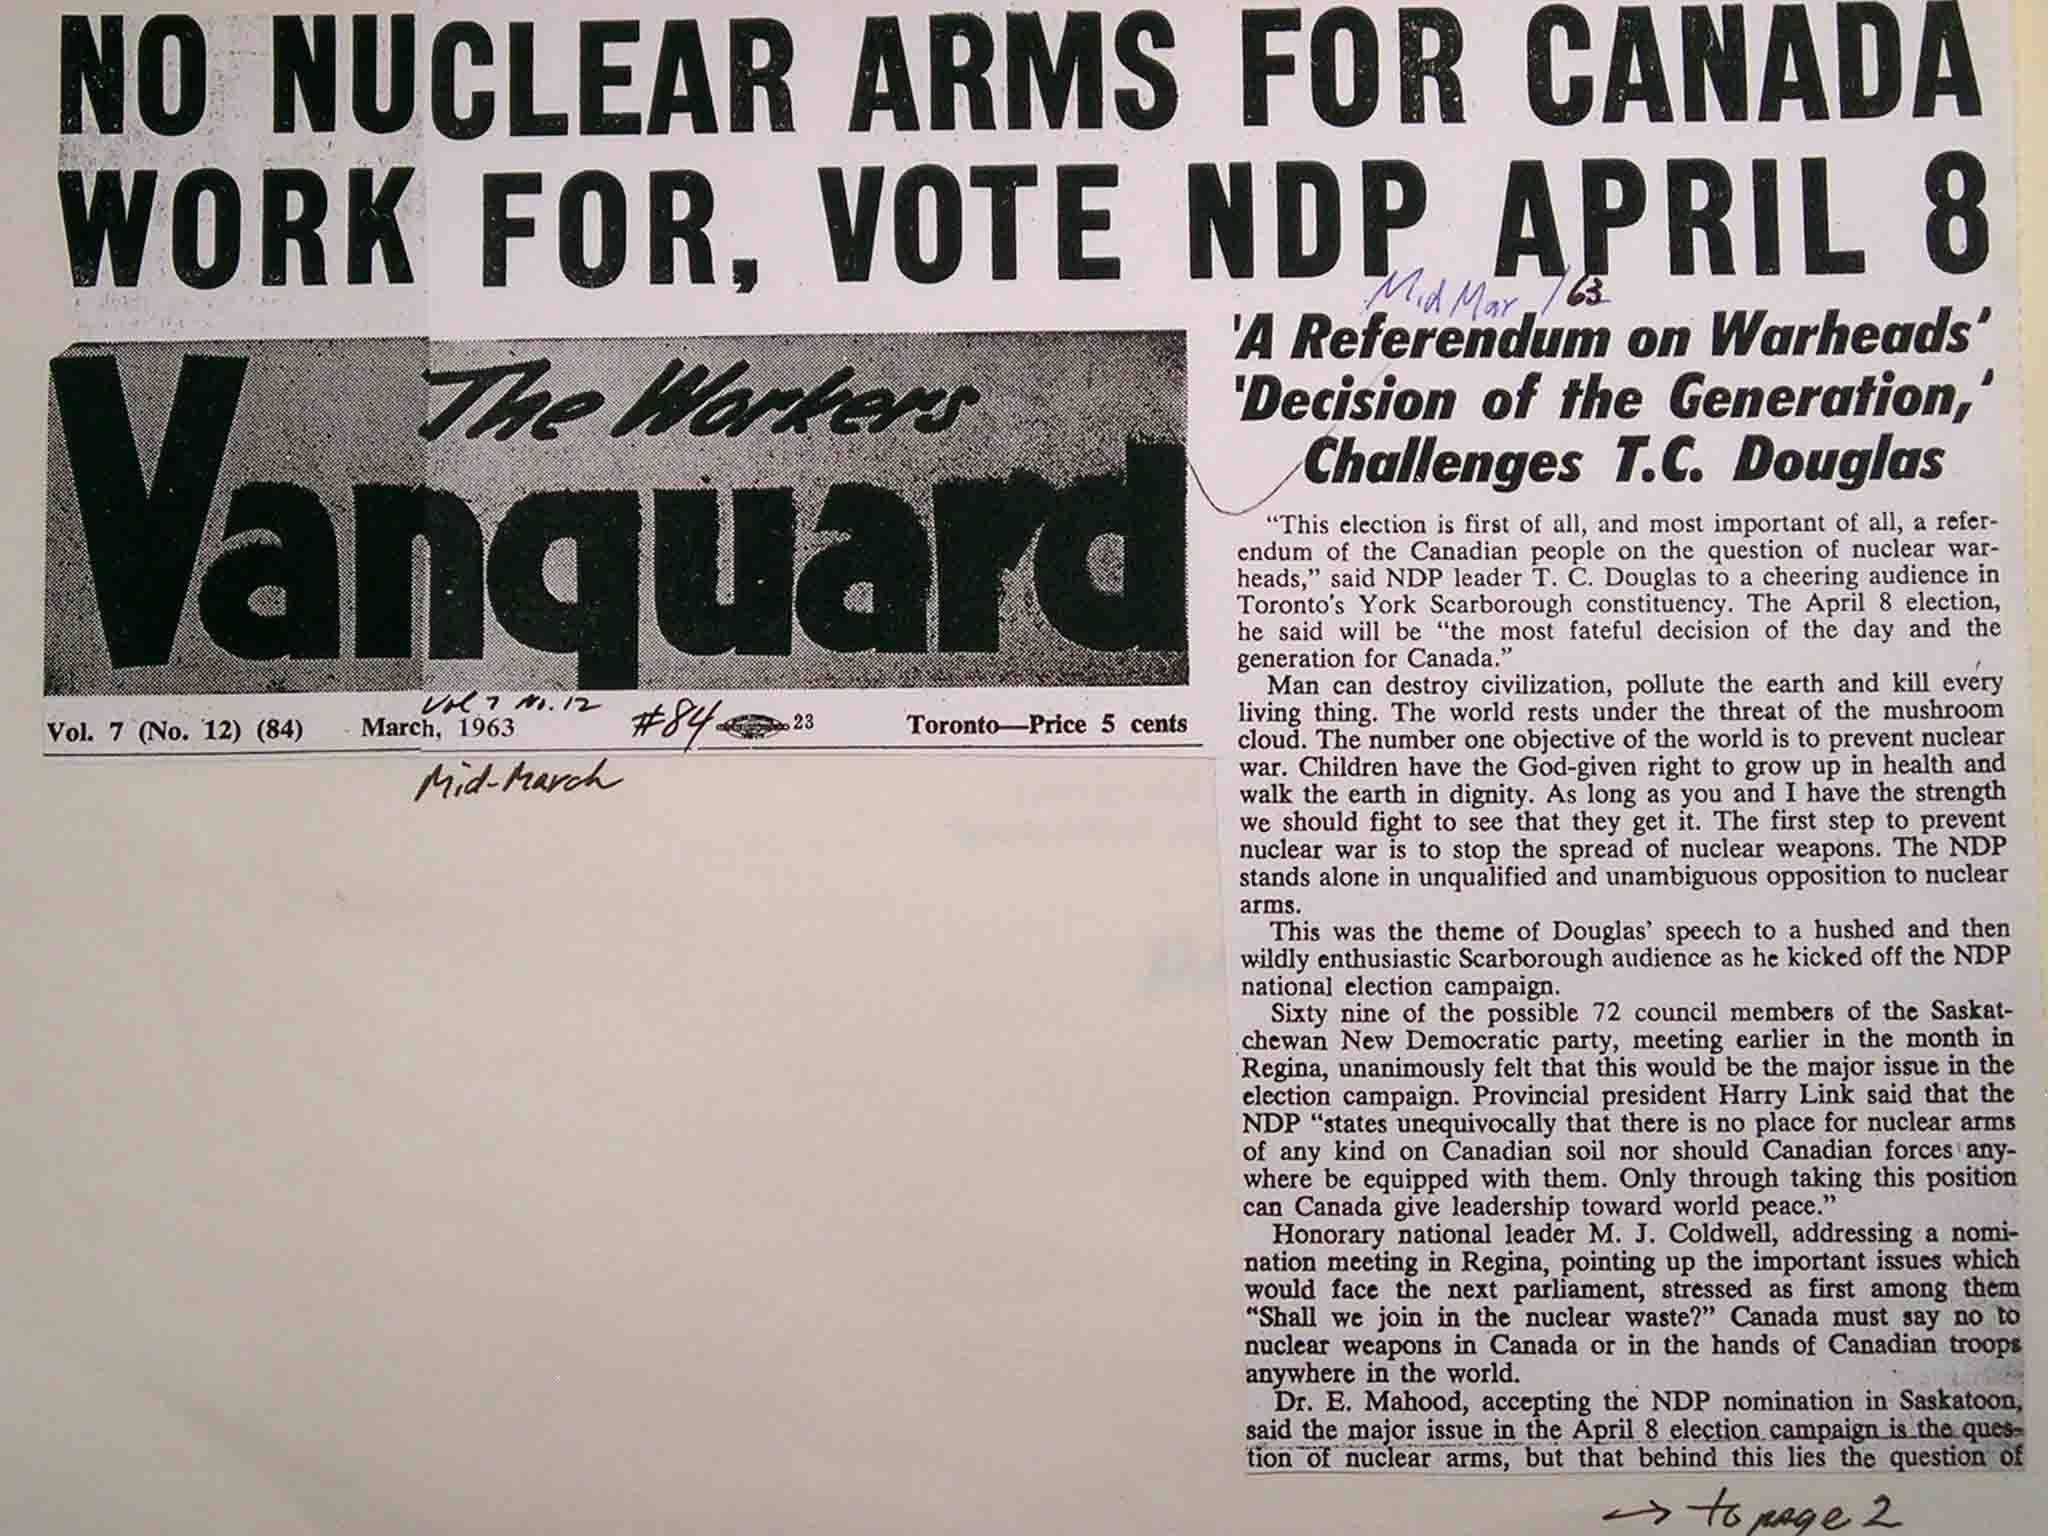 NO NUCLEAR ARMS FOR CANADA
WORK FOR, VOTE NDP APRIL 8
Mid Mar / 63
The Workers
Vanguard
Vol 7 No. 12
Vol. 7 (No. 12) (84) March, 1963 #84 23 Toronto—Price 5 cents
Mid-March
'A Referendum on Warheads'
'Decision of the Generation,'
Challenges T.C. Douglas
“This election is first of all, and most important of all, a refer-
endum of the Canadian people on the question of nuclear war-
heads,” said NDP leader T. C. Douglas to a cheering audience in
Toronto's York Scarborough constituency. The April 8 election,
he said will be “the most fateful decision of the day and the
generation for Canada.”
Man can destroy civilization, pollute the earth and kill every
living thing. The world rests under the threat of the mushroom
cloud. The number one objective of the world is to prevent nuclear
war. Children have the God-given right to grow up in health and
walk the earth in dignity. As long as you and I have the strength
we should fight to see that they get it. The first step to prevent
nuclear war is to stop the spread of nuclear weapons. The NDP
stands alone in unqualified and unambiguous opposition to nuclear
arms.
This was the theme of Douglas' speech to a hushed and then
wildly enthusiastic Scarborough audience as he kicked off the NDP
national election campaign.
Sixty nine of the possible 72 council members of the Saskat-
chewan New Democratic party, meeting earlier in the month in
Regina, unanimously felt that this would be the major issue in the
election campaign. Provincial president Harry Link said that the
NDP “states unequivocally that there is no place for nuclear arms
of any kind on Canadian soil nor should Canadian forces any-
where be equipped with them. Only through taking this position
can Canada give leadership toward world peace.”
Honorary national leader M. J. Coldwell, addressing a nomi-
nation meeting in Regina, pointing up the important issues which
would face the next parliament, stressed as first among them
“Shall we join in the nuclear waste?” Canada must say no to
nuclear weapons in Canada or in the hands of Canadian troops
anywhere in the world.
Dr. E. Mahood, accepting the NDP nomination in Saskatoon,
said the major issue in the April 8 election campaign is the ques-
tion of nuclear arms, but that behind this lies the question of
→ to page 2